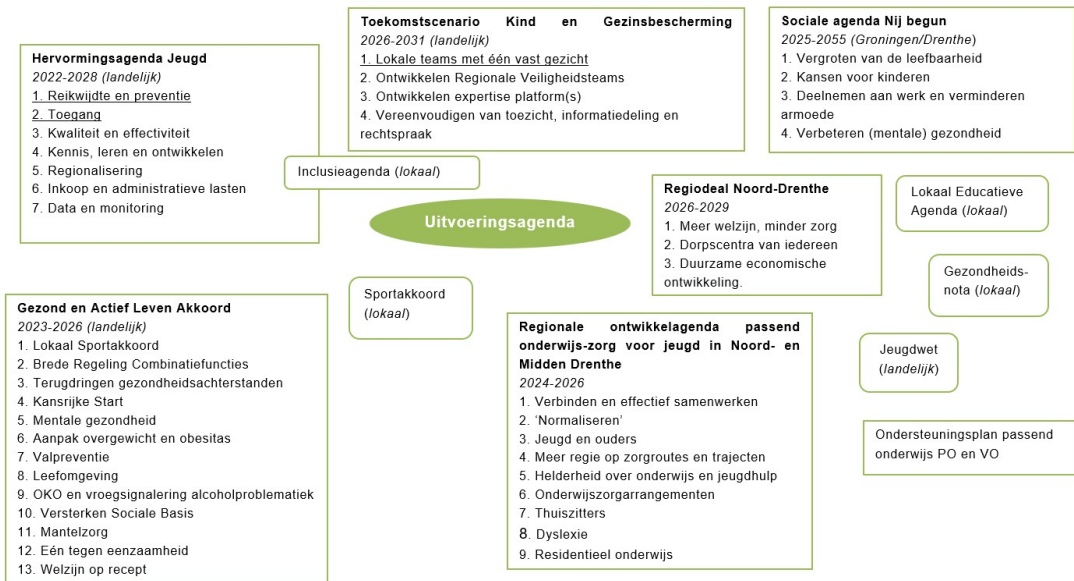 Hervormingsagenda Jeugd
2022-2028 (landelijk)
1. Reikwijdte en preventie
2. Toegang
3. Kwaliteit en effectiviteit
4. Kennis, leren en ontwikkelen
5. Regionalisering
6. Inkoop en administratieve lasten
7. Data en monitoring
Toekomstscenario Kind en Gezinsbescherming
2026-2031 (landelijk)
1. Lokale teams met één vast gezicht
2. Ontwikkelen Regionale Veiligheidsteams
3. Ontwikkelen expertise platform(s)
4. Vereenvoudigen van toezicht, informatiedeling en
rechtspraak
Sociale agenda Nij begun
2025-2055 (Groningen/Drenthe)
1. Vergroten van de leefbaarheid
2. Kansen voor kinderen
3. Deelnemen aan werk en verminderen
armoede
4. Verbeteren (mentale) gezondheid
Inclusieagenda (lokaal)
Uitvoeringsagenda
Regiodeal Noord-Drenthe
2026-2029
1. Meer welzijn, minder zorg
2. Dorpscentra van iedereen
3. Duurzame economische
ontwikkeling.
Lokaal Educatieve
Agenda (lokaal)
Gezondheids-
nota (lokaal)
Sportakkoord
(lokaal)
Gezond en Actief Leven Akkoord
2023-2026 (landelijk)
1. Lokaal Sportakkoord
2. Brede Regeling Combinatiefuncties
3. Terugdringen gezondheidsachterstanden
4. Kansrijke Start
5. Mentale gezondheid
6. Aanpak overgewicht en obesitas
7. Valpreventie
8. Leefomgeving
9. OKO en vroegsignalering alcoholproblematiek
10. Versterken Sociale Basis
11. Mantelzorg
12. Eén tegen eenzaamheid
13. Welzijn op recept
Regionale ontwikkelagenda passend
onderwijs-zorg voor jeugd in Noord- en
Midden Drenthe
2024-2026
1. Verbinden en effectief samenwerken
2. ‘Normaliseren’
3. Jeugd en ouders
4. Meer regie op zorgroutes en trajecten
5. Helderheid over onderwijs en jeugdhulp
6. Onderwijszorgarrangementen
7. Thuiszitters
8. Dyslexie
9. Residentieel onderwijs
Jeugdwet
(landelijk)
Ondersteuningsplan passend
onderwijs PO en VO